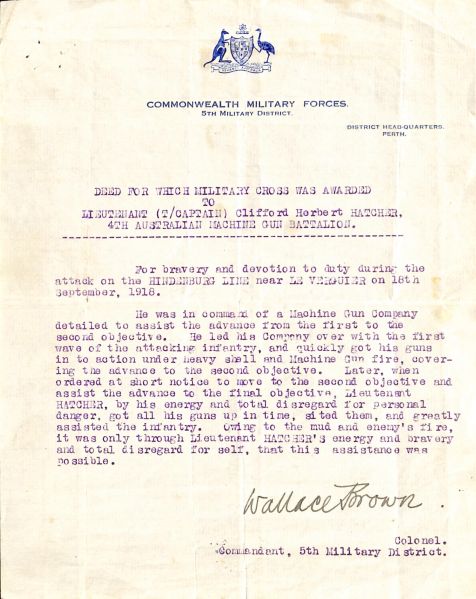 COMMONWEALTH MILITARY FORCES.
5TH MILITARY DISTRICT.
DISTRICT HEAD-QUARTERS.
PERTH.
DEED FOR WHICH MILITARY CROSS WAS AWARDED
TO
LIEUTENANT (T/CAPTAIN) Clifford Herbert HATCHER,
4TH AUSTRALIAN MACHINE GUN BATTALION.
For bravery and devotion to duty during the
attack on the HINDENBURG LINE near LE VERGUIER on 18th
September, 1918.
He was in command of a Machine Gun Company
detailed to assist the advance from the first to the
second objective. He led his Company over with the first
wave of the attacking infantry, and quickly got his guns
in to action under heavy shell and Machine Gun fire, cover-
ing the advance to the second objective. Later, when
ordered at short notice to move to the second objective and
assist the advance to the final objective, Lieutenant
HATCHER, by his energy and total disregard for personal
danger, got all his guns up in time, sited them, and greatly
assisted the infantry. Owing to the mud and enemy's fire,
it was only through Lieutenant HATCHER'S energy and bravery
and total disregard for self, that this assistance was
possible.
Wallace Brown.
Colonel.
Commandant, 5th Military District.